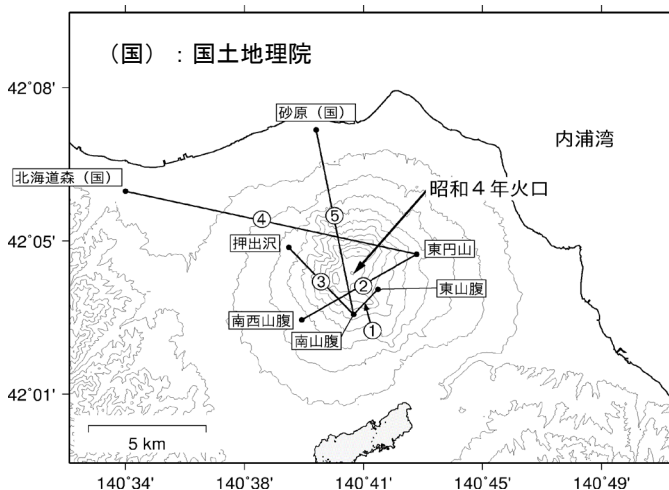 （国）：国土地理院
42˚08'
砂原（国）
内浦湾
北海道森（国）
昭和４年火口
④
⑤
42˚05'
押出沢
東円山
③
②
東山腹
南西山腹
南山腹
①
42˚01'
5 km
140˚34'
140˚38'
140˚41'
140˚45'
140˚49'